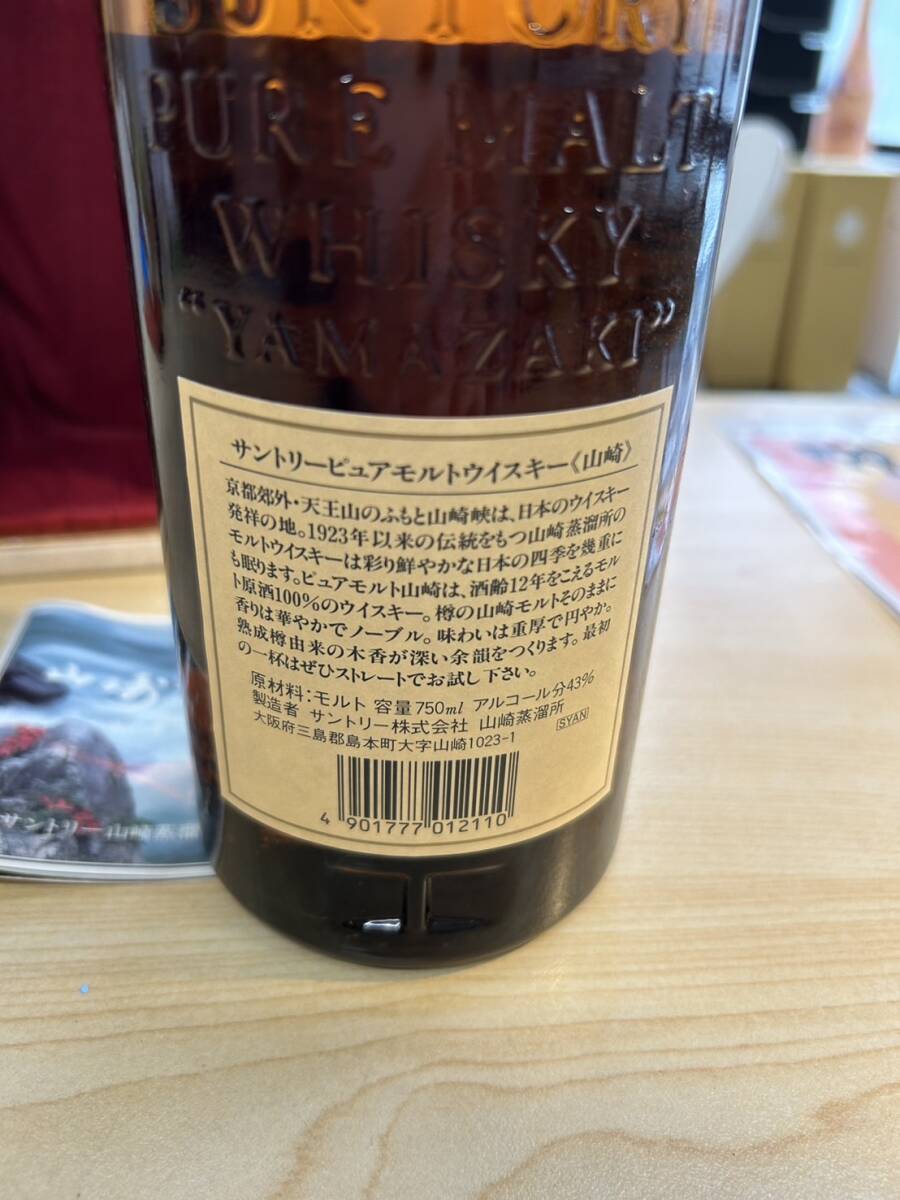 SUNTORY
PURE MALT
WHISKY
"YAMAZAKI"
サントリーピュアモルトウイスキー《山崎》
京都郊外・天王山のふもと山崎峡は、日本のウイスキー
発祥の地。1923年以来の伝統をもつ山崎蒸溜所の
モルトウイスキーは彩り鮮やかな日本の四季を幾重に
も眠ります。ピュアモルト山崎は、酒齢12年をこえるモル
ト原酒100%のウイスキー。樽の山崎モルトそのままに
香りは華やかでノーブル。味わいは重厚で円やか。
熟成樽由来の木香が深い余韻をつくります。最初
の一杯はぜひストレートでお試し下さい。
原材料:モルト 容量750ml アルコール分43%
製造者 サントリー株式会社 山崎蒸溜所
大阪府三島郡島本町大字山崎1023-1 SYAN
4 901777 012110
サントリー山崎蒸溜